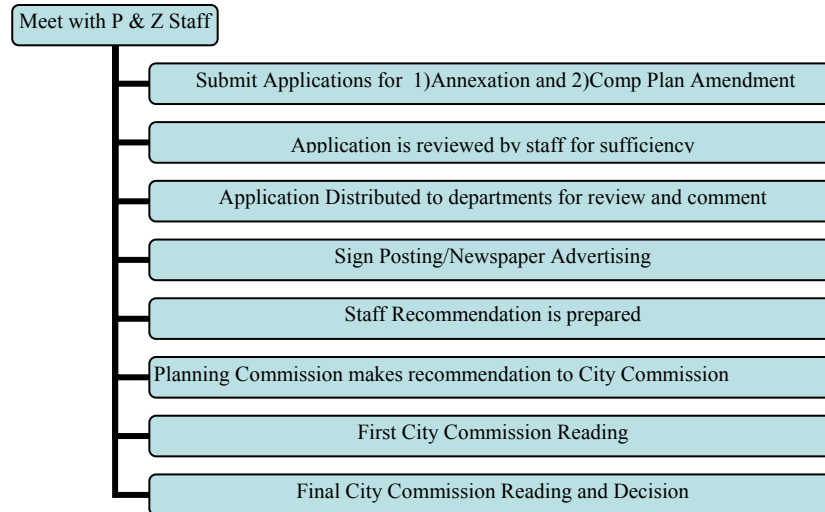 Meet with P & Z Staff
Submit Applications for 1)Annexation and 2)Comp Plan Amendment
Application is reviewed by staff for sufficiency
Application Distributed to departments for review and comment
Sign Posting/Newspaper Advertising
Staff Recommendation is prepared
Planning Commission makes recommendation to City Commission
First City Commission Reading
Final City Commission Reading and Decision